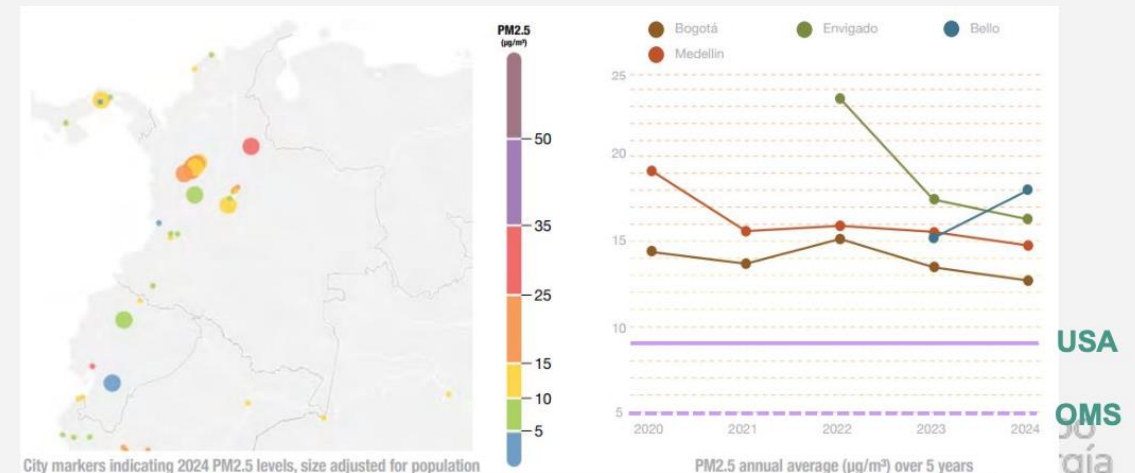 PM2.5
(µg/m³)
50
35
25
15
10
5
City markers indicating 2024 PM2.5 levels, size adjusted for population
Bogotá
Envigado
Bello
Medellin
25
20
15
10
5
2020
2021
2022
2023
2024
USA
OMS
PM2.5 annual average (µg/m³) over 5 years